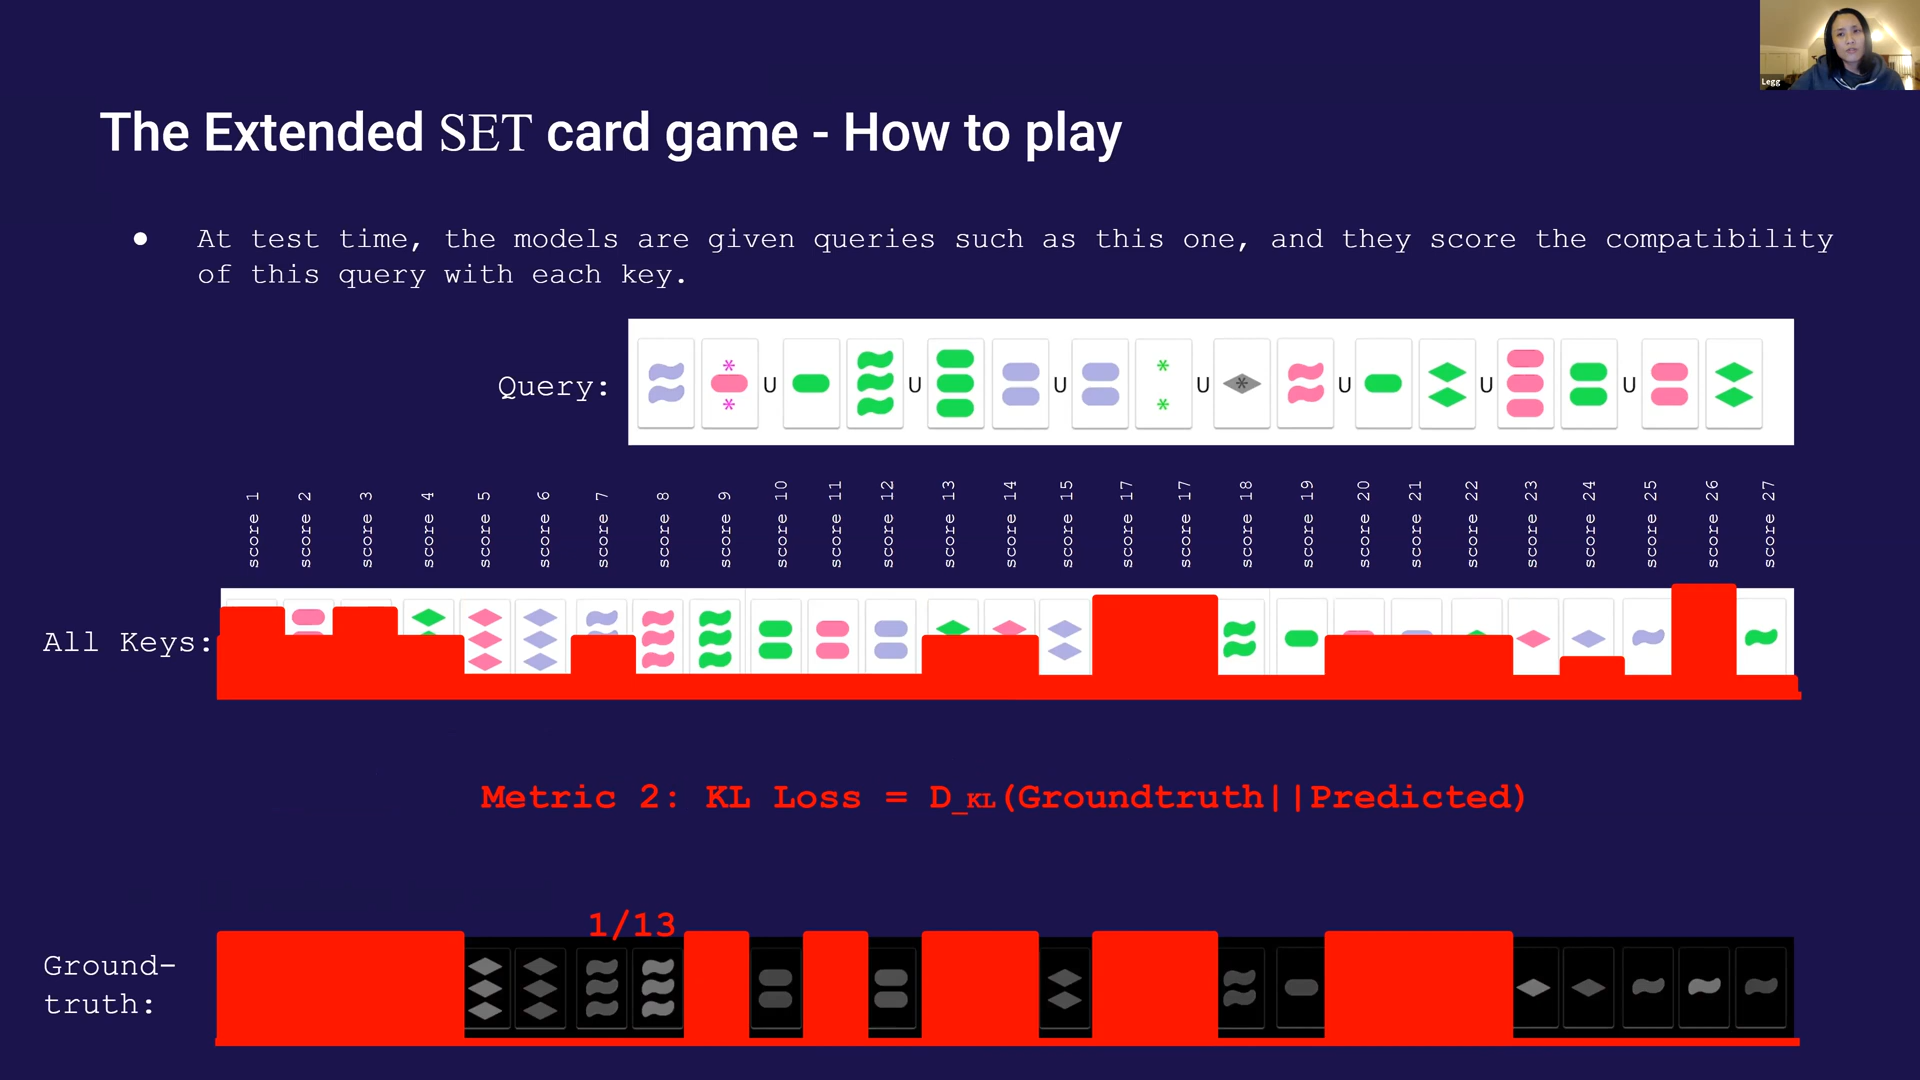 Legg
The Extended SET card game - How to play
● At test time, the models are given queries such as this one, and they score the compatibility
of this query with each key.
Query:
* * U U U * * U * U U U
score 1 score 2 score 3 score 4 score 5 score 6 score 7 score 8 score 9 score 10 score 11 score 12 score 13 score 14 score 15 score 17 score 17 score 18 score 19 score 20 score 21 score 22 score 23 score 24 score 25 score 26 score 27
All Keys:
Metric 2: KL Loss = D_KL(Groundtruth||Predicted)
1/13
Ground-
truth: